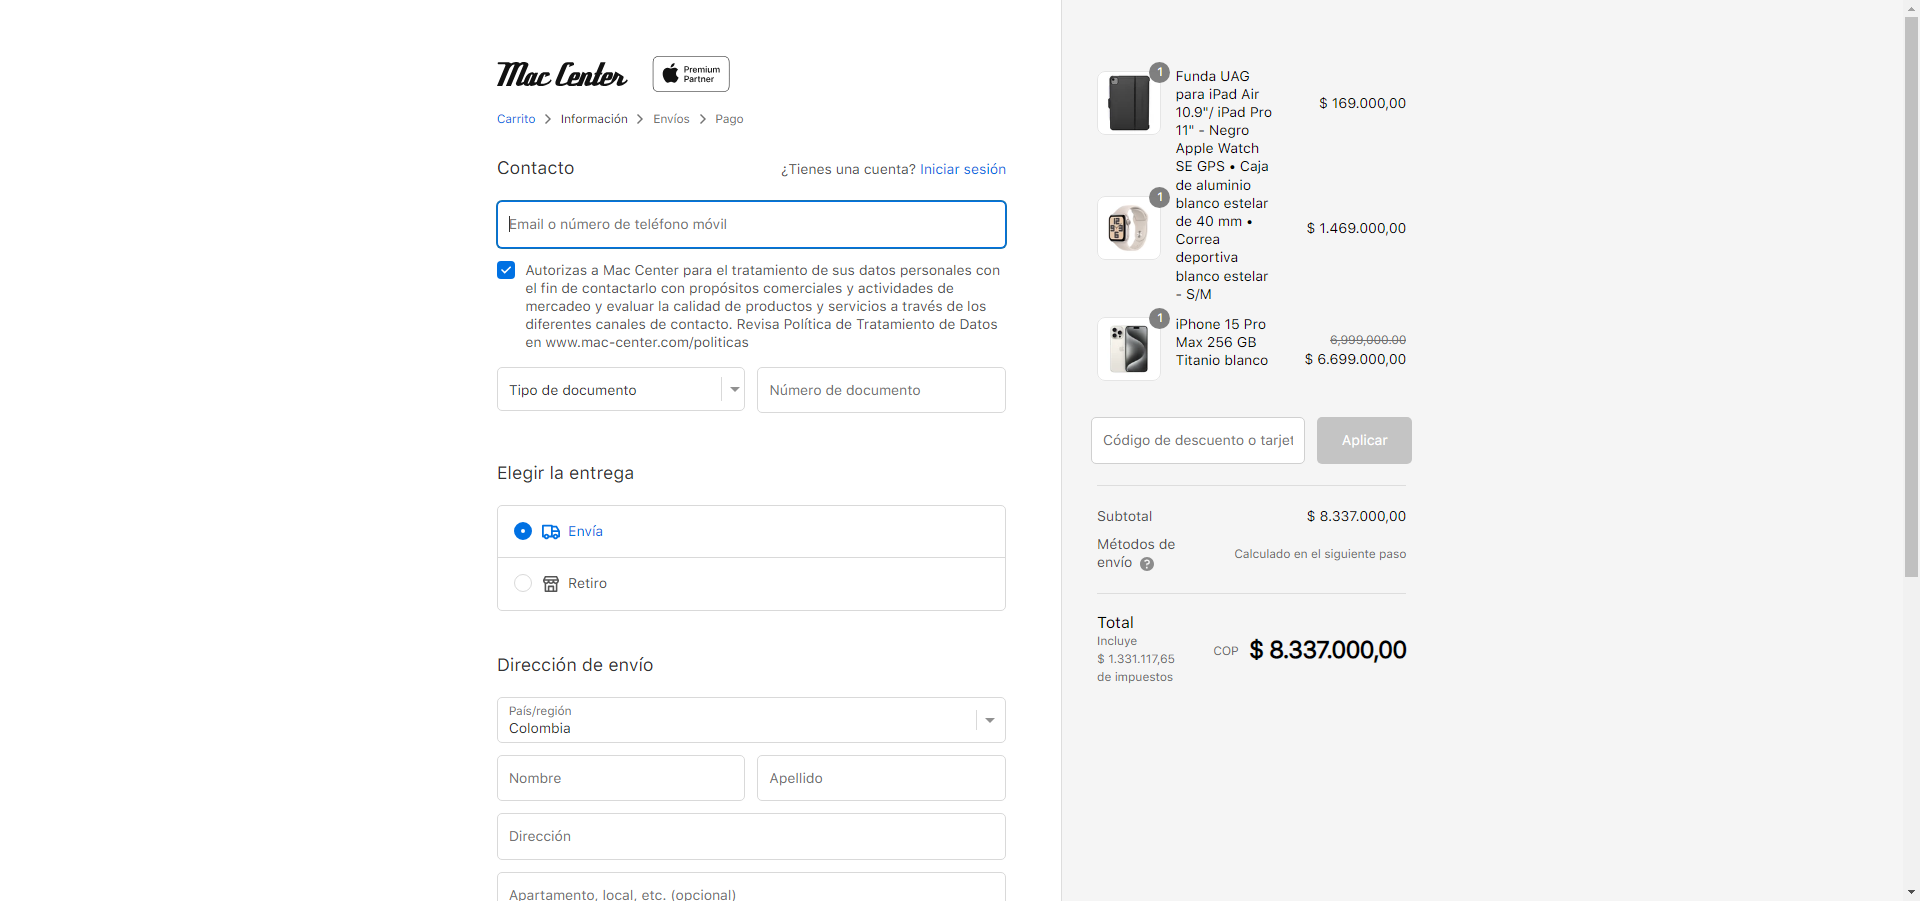 Mac Center
Premium
Partner
Carrito
Información
Envíos
Pago
Contacto
¿Tienes una cuenta? Iniciar sesión
Email o número de teléfono móvil
Autorizas a Mac Center para el tratamiento de sus datos personales con
el fin de contactarlo con propósitos comerciales y actividades de
mercadeo y evaluar la calidad de productos y servicios a través de los
diferentes canales de contacto. Revisa Política de Tratamiento de Datos
en www.mac-center.com/politicas
Tipo de documento
Número de documento
Elegir la entrega
Envía
Retiro
Dirección de envío
País/región
Colombia
Nombre
Apellido
Dirección
Apartamento, local, etc. (opcional)
1
Funda UAG
para iPad Air
10.9"/ iPad Pro
11" - Negro
$ 169.000,00
1
Apple Watch
SE GPS • Caja
de aluminio
blanco estelar
de 40 mm •
Correa
deportiva
blanco estelar
- S/M
$ 1.469.000,00
1
iPhone 15 Pro
Max 256 GB
Titanio blanco
6,999,000.00
$ 6.699.000,00
Código de descuento o tarjet
Aplicar
Subtotal
$ 8.337.000,00
Métodos de
envío
?
Calculado en el siguiente paso
Total
Incluye
$ 1.331.117,65
de impuestos
COP
$ 8.337.000,00